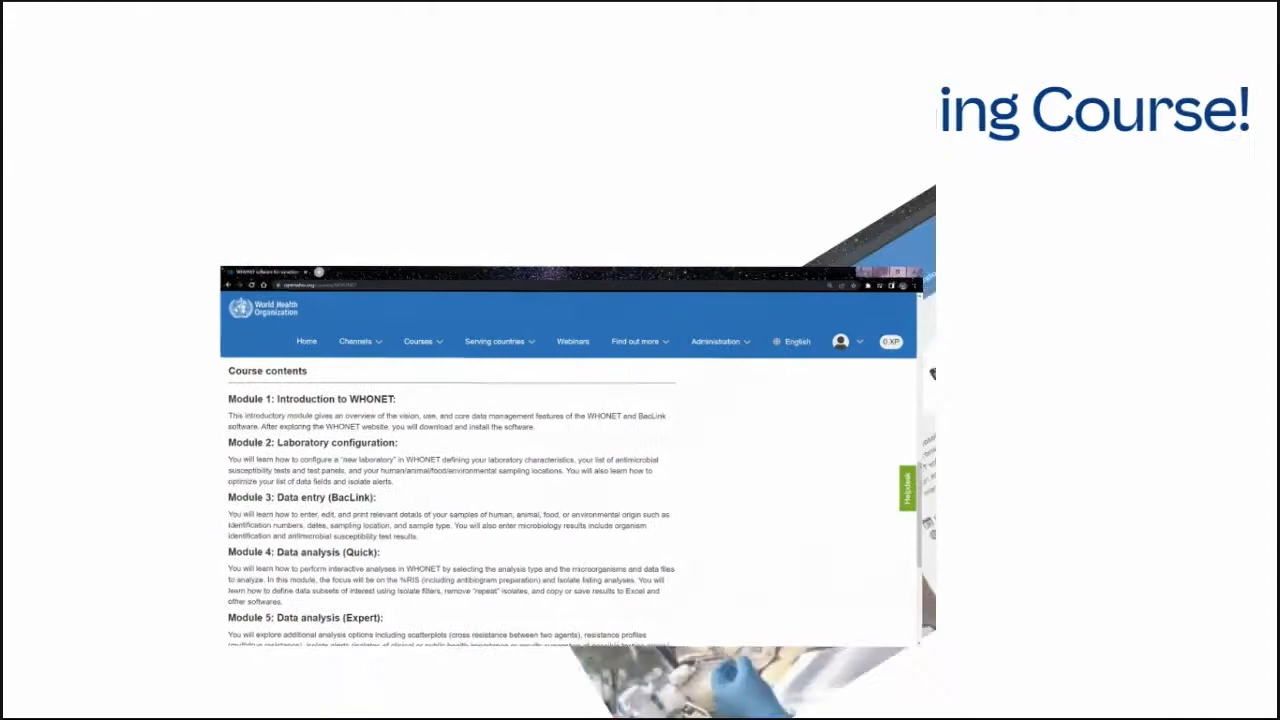 ing Course!
World Health
Organization
Home
Channels
Courses
Serving countries
Webinars
Find out more
Administration
English
0 XP
Course contents
Module 1: Introduction to WHONET:
This introductory module gives an overview of the vision, use, and core data management features of the WHONET and BacLink
software. After exploring the WHONET website, you will download and install the software.
Module 2: Laboratory configuration:
You will learn how to configure a "new laboratory" in WHONET defining your laboratory characteristics, your list of antimicrobial
susceptibility tests and test panels, and your human/animal/food/environmental sampling locations. You will also learn how to
optimize your list of data fields and isolate alerts.
Module 3: Data entry (BacLink):
You will learn how to enter, edit, and print relevant details of your samples of human, animal, food, or environmental origin such as
identification numbers, dates, sampling location, and sample type. You will also enter microbiology results include organism
identification and antimicrobial susceptibility test results.
Module 4: Data analysis (Quick):
You will learn how to perform interactive analyses in WHONET by selecting the analysis type and the microorganisms and data files
to analyze. In this module, the focus will be on the %RIS (including antibiogram preparation) and Isolate listing analyses. You will
learn how to define data subsets of interest using Isolate filters, remove "repeat" isolates, and copy or save results to Excel and
other softwares.
Module 5: Data analysis (Expert):
You will explore additional analysis options including scatterplots (cross resistance between two agents), resistance profiles
Helpdesk